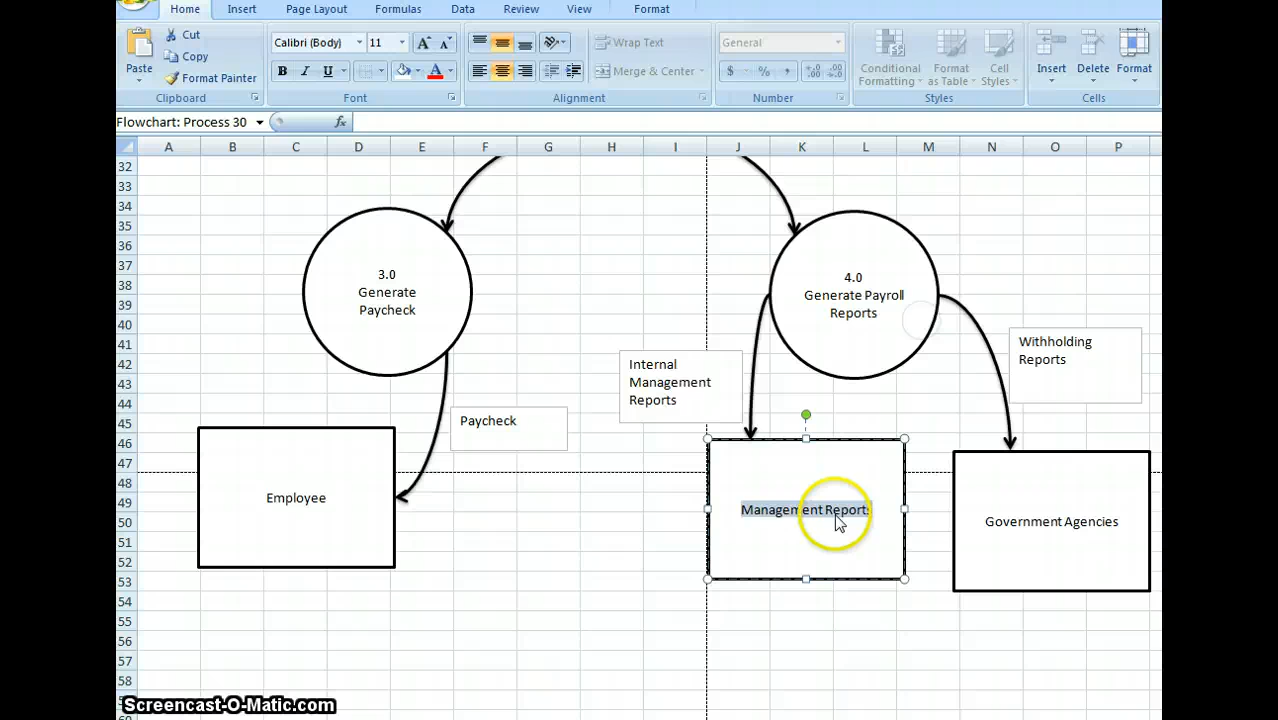 Home Insert Page Layout Formulas Data Review View Format
Paste
Cut
Copy
Format Painter
Clipboard
Calibri (Body) 11
B I U
Font
Wrap Text
Merge & Center
Alignment
General
$ % ,
Number
Conditional Formatting
Format as Table
Cell Styles
Styles
Insert Delete Format
Cells
Flowchart: Process 30 fx
A B C D E F G H I J K L M N O P
32
33
34
35
36
37
38
39
40
41
42
43
44
45
46
47
48
49
50
51
52
53
54
55
56
57
58
3.0
Generate
Paycheck
4.0
Generate Payroll
Reports
Withholding
Reports
Internal
Management
Reports
Paycheck
Employee
Management Reports
Government Agencies
Screencast-O-Matic.com